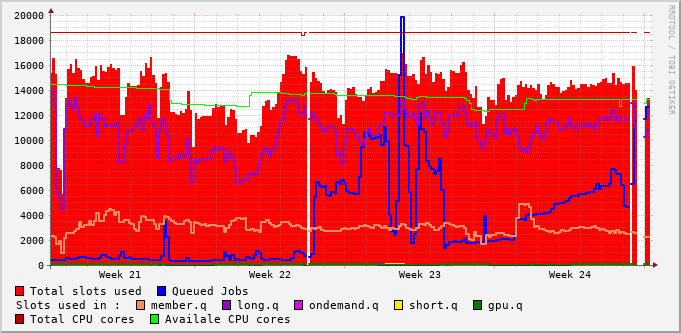 20000
18000
16000
14000
12000
10000
8000
6000
4000
2000
0
RRDTOOL / TOBI OETIKER
Week 21 Week 22 Week 23 Week 24
Total slots used Queued Jobs
Slots used in : member.q long.q ondemand.q short.q gpu.q
Total CPU cores Availale CPU cores